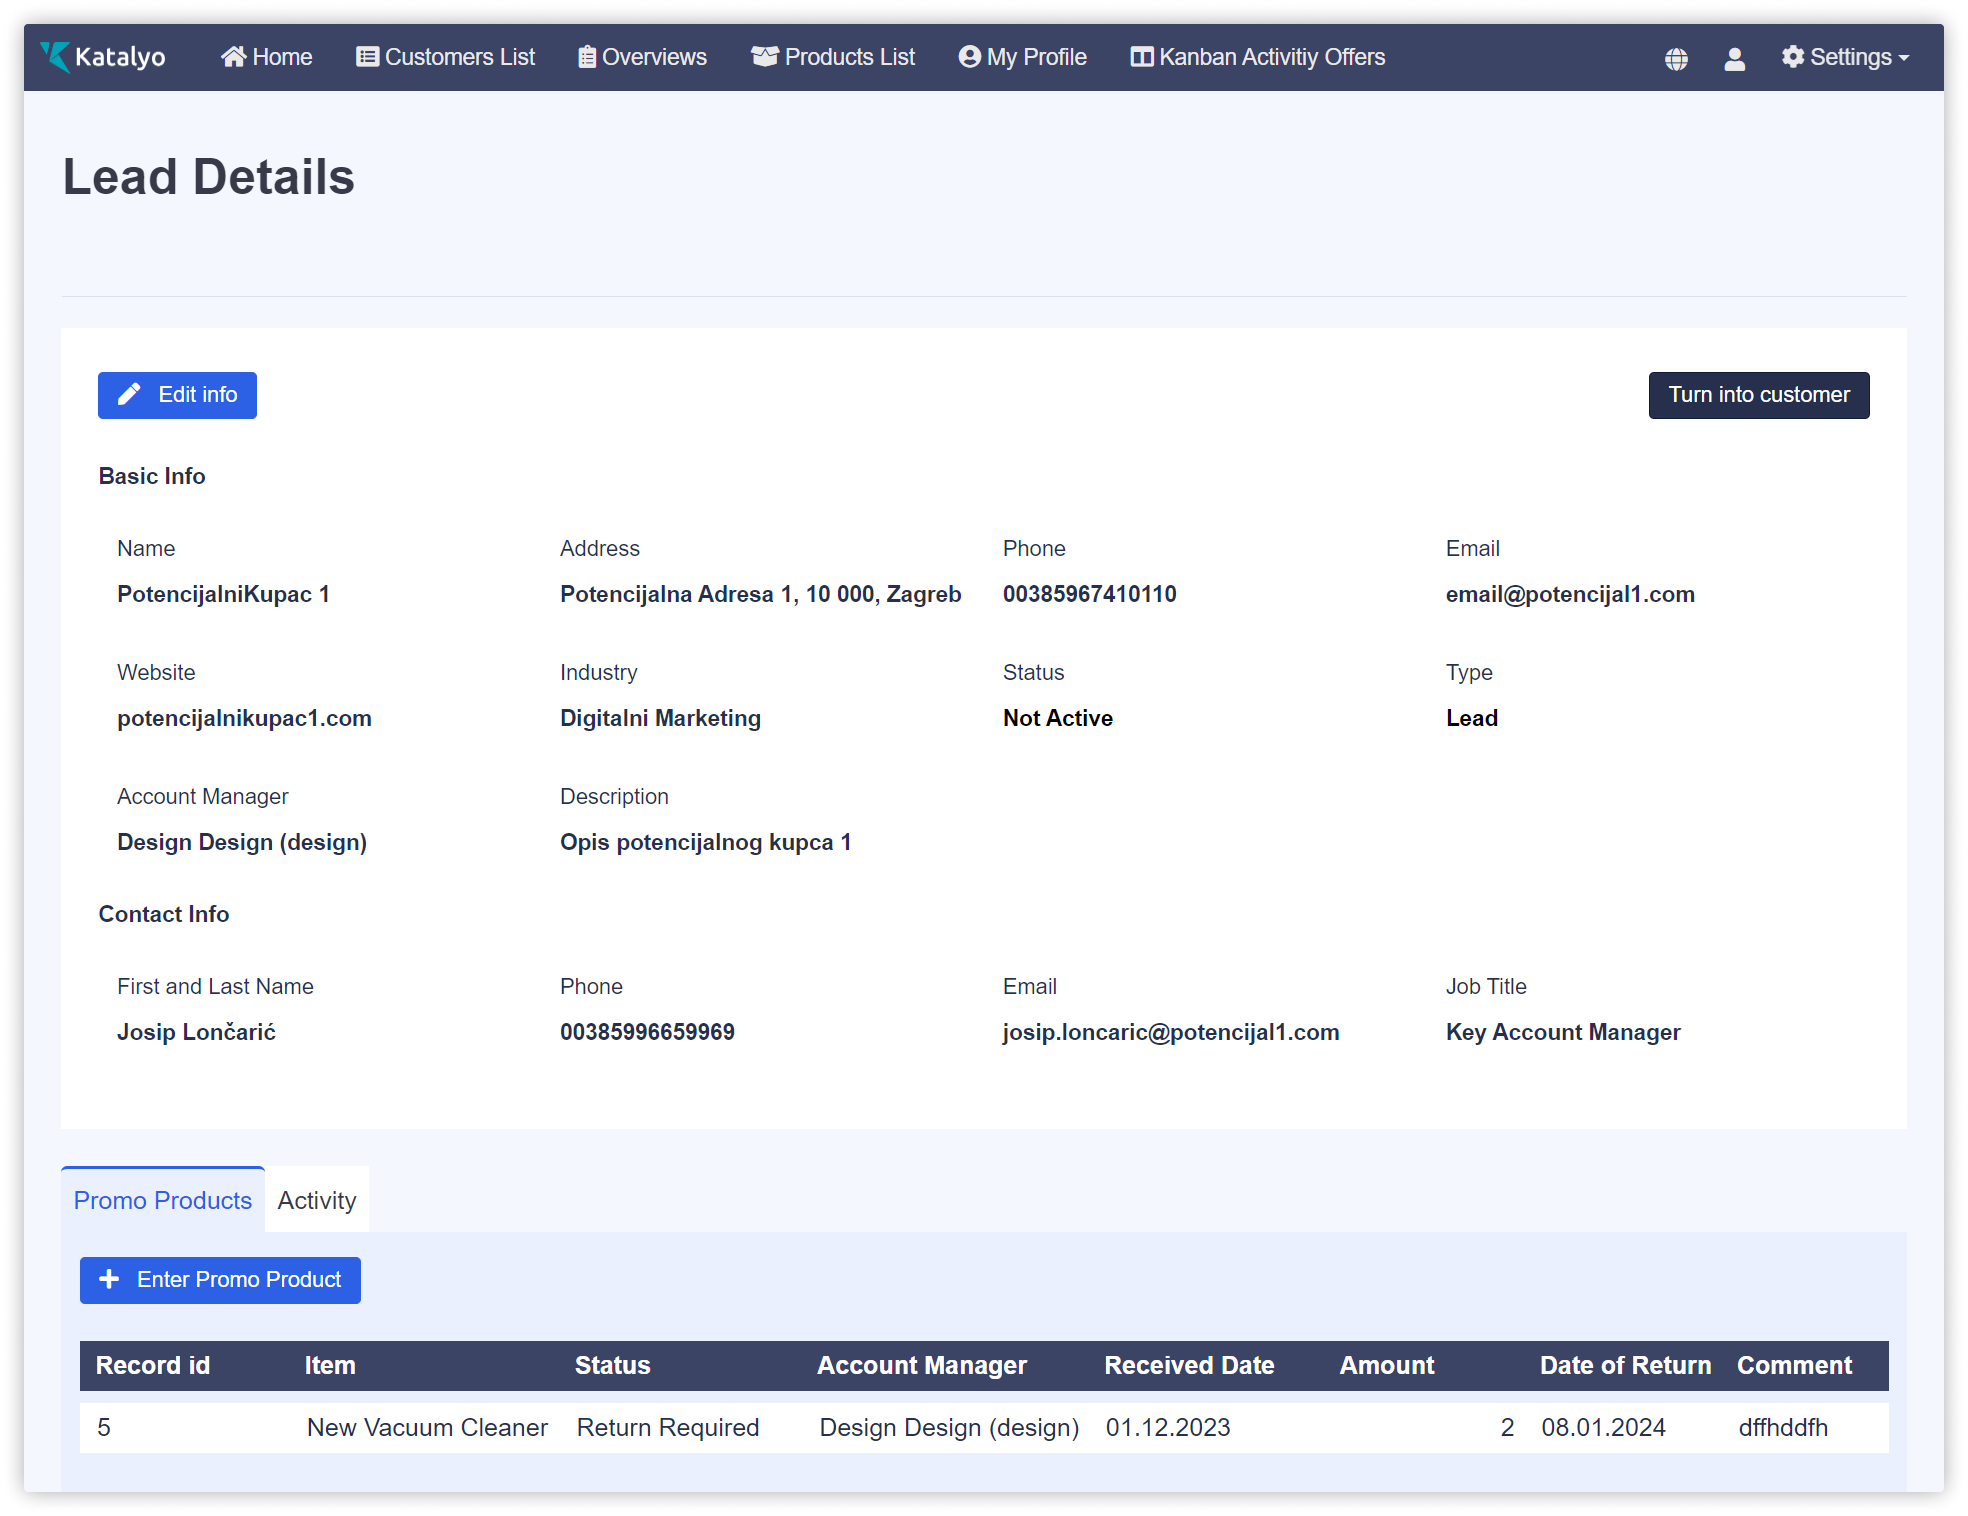 Katalyo Home Customers List Overviews Products List My Profile Kanban Activitiy Offers Settings
Lead Details
Edit info Turn into customer
Basic Info
Name Address Phone Email
PotencijalniKupac 1 Potencijalna Adresa 1, 10 000, Zagreb 00385967410110 email@potencijal1.com
Website Industry Status Type
potencijalnikupac1.com Digitalni Marketing Not Active Lead
Account Manager Description
Design Design (design) Opis potencijalnog kupca 1
Contact Info
First and Last Name Phone Email Job Title
Josip Lončarić 00385996659969 josip.loncaric@potencijal1.com Key Account Manager
Promo Products Activity
Enter Promo Product
Record id Item Status Account Manager Received Date Amount Date of Return Comment
5 New Vacuum Cleaner Return Required Design Design (design) 01.12.2023 2 08.01.2024 dffhddfh